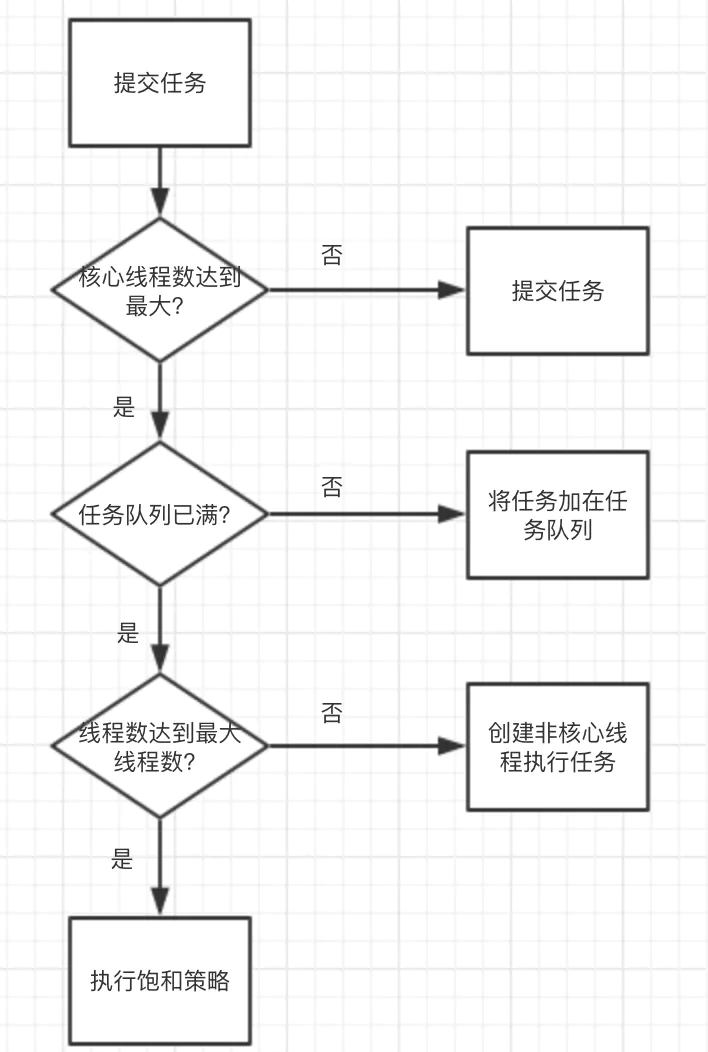 提交任务
核心线程数达到
最大?
否
提交任务
是
任务队列已满?
否
将任务加在任
务队列
是
线程数达到最大
线程数?
否
创建非核心线
程执行任务
是
执行饱和策略